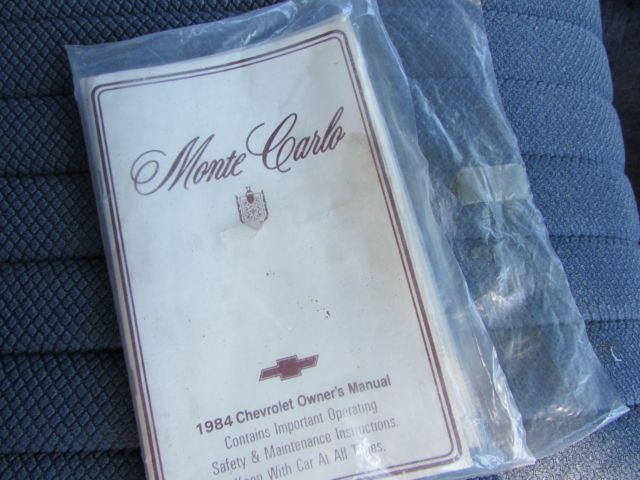 Monte Carlo
1984 Chevrolet Owner's Manual
Contains Important Operating
Safety & Maintenance Instructions.
Keep With Car At All Times.